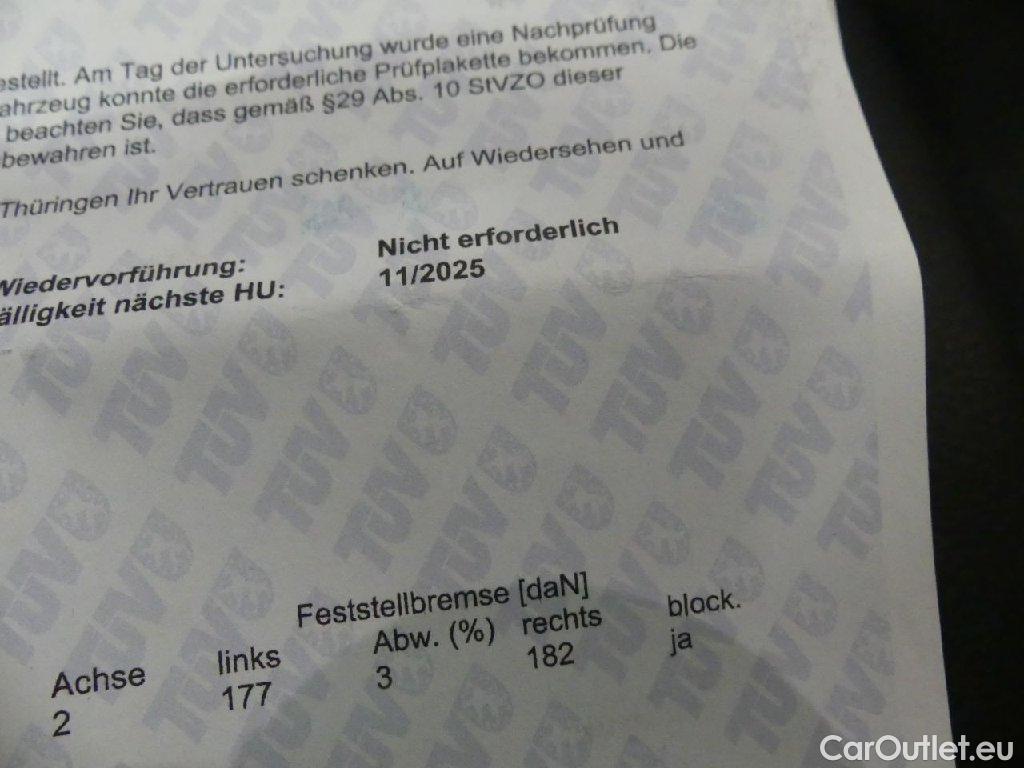 estellt. Am Tag der Untersuchung wurde eine Nachprüfung
ahrzeug konnte die erforderliche Prüfplakette bekommen. Die
beachten Sie, dass gemäß §29 Abs. 10 StVZO dieser
bewahren ist.
Thüringen Ihr Vertrauen schenken. Auf Wiedersehen und
Wiedervorführung: Nicht erforderlich
älligkeit nächste HU: 11/2025
Feststellbremse [daN]
Achse links Abw. (%) rechts block.
2 177 3 182 ja
CarOutlet.eu